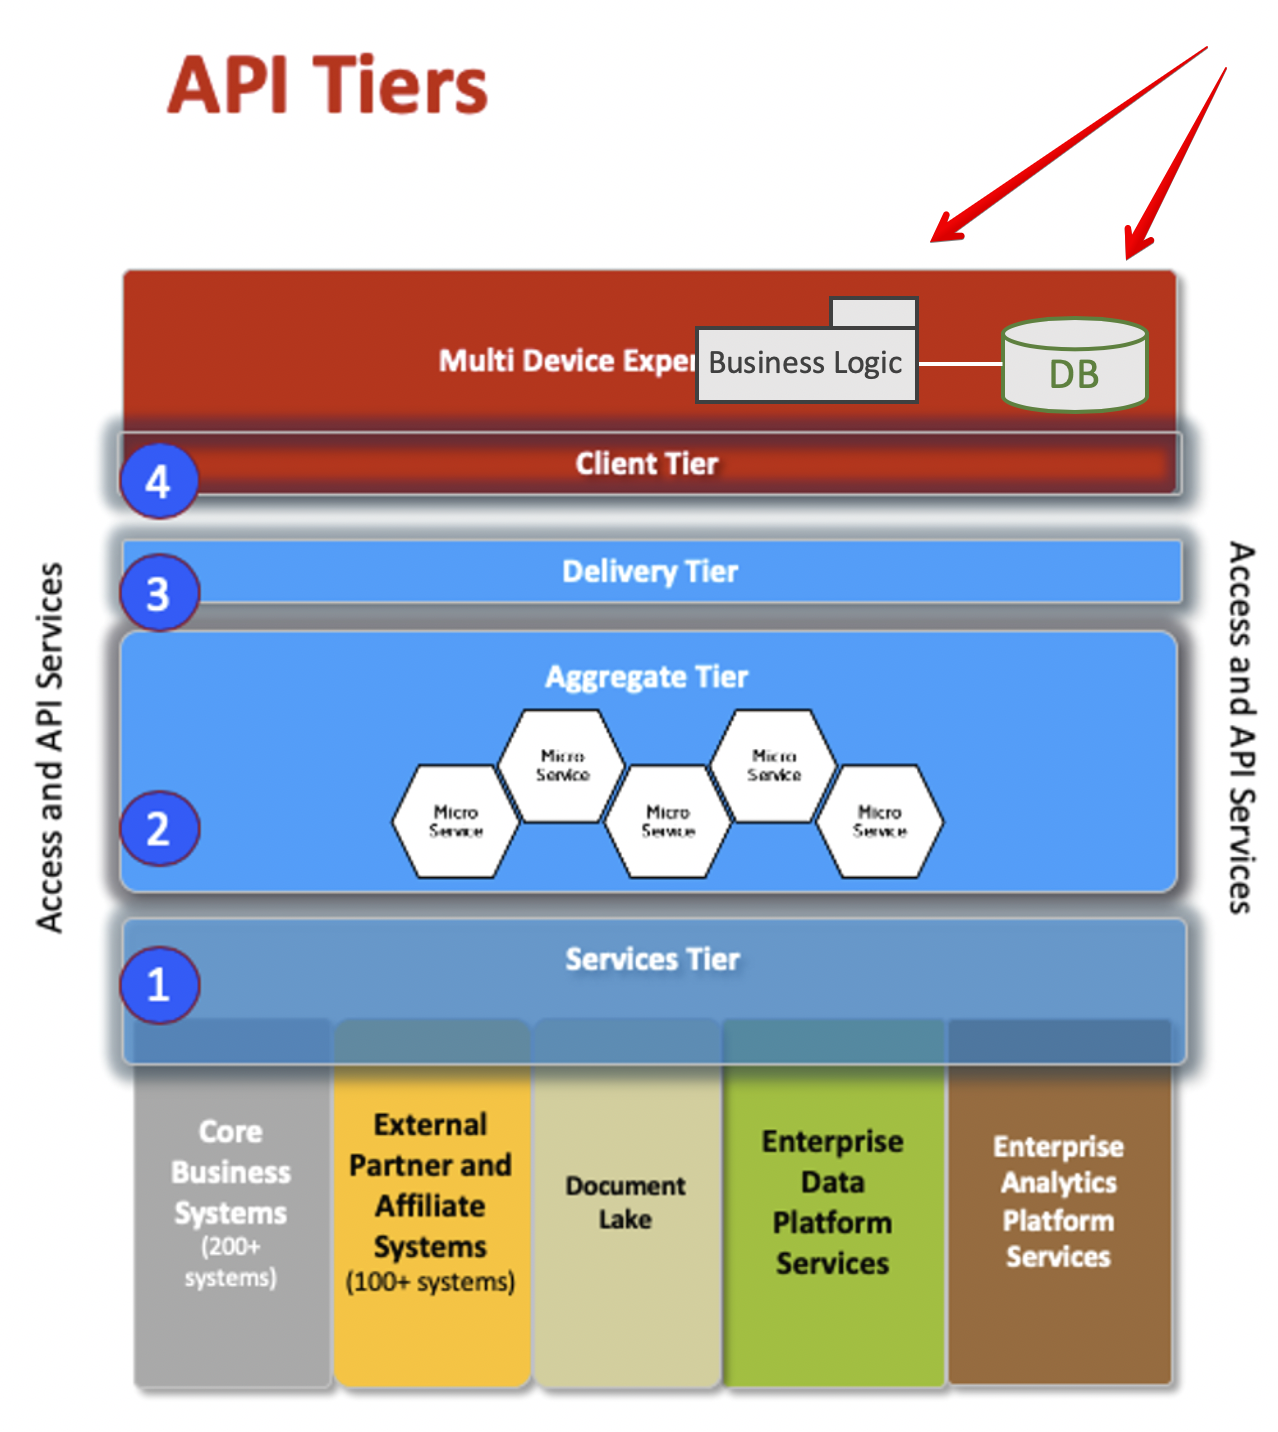 API Tiers
Multi Device Exper
Business Logic
DB
4
Client Tier
3
Delivery Tier
Access and API Services
Access and API Services
2
Aggregate Tier
Micro
Service
Micro
Service
Micro
Service
Micro
Service
Micro
Service
1
Services Tier
Core
Business
Systems
(200+
systems)
External
Partner and
Affiliate
Systems
(100+ systems)
Document
Lake
Enterprise
Data
Platform
Services
Enterprise
Analytics
Platform
Services